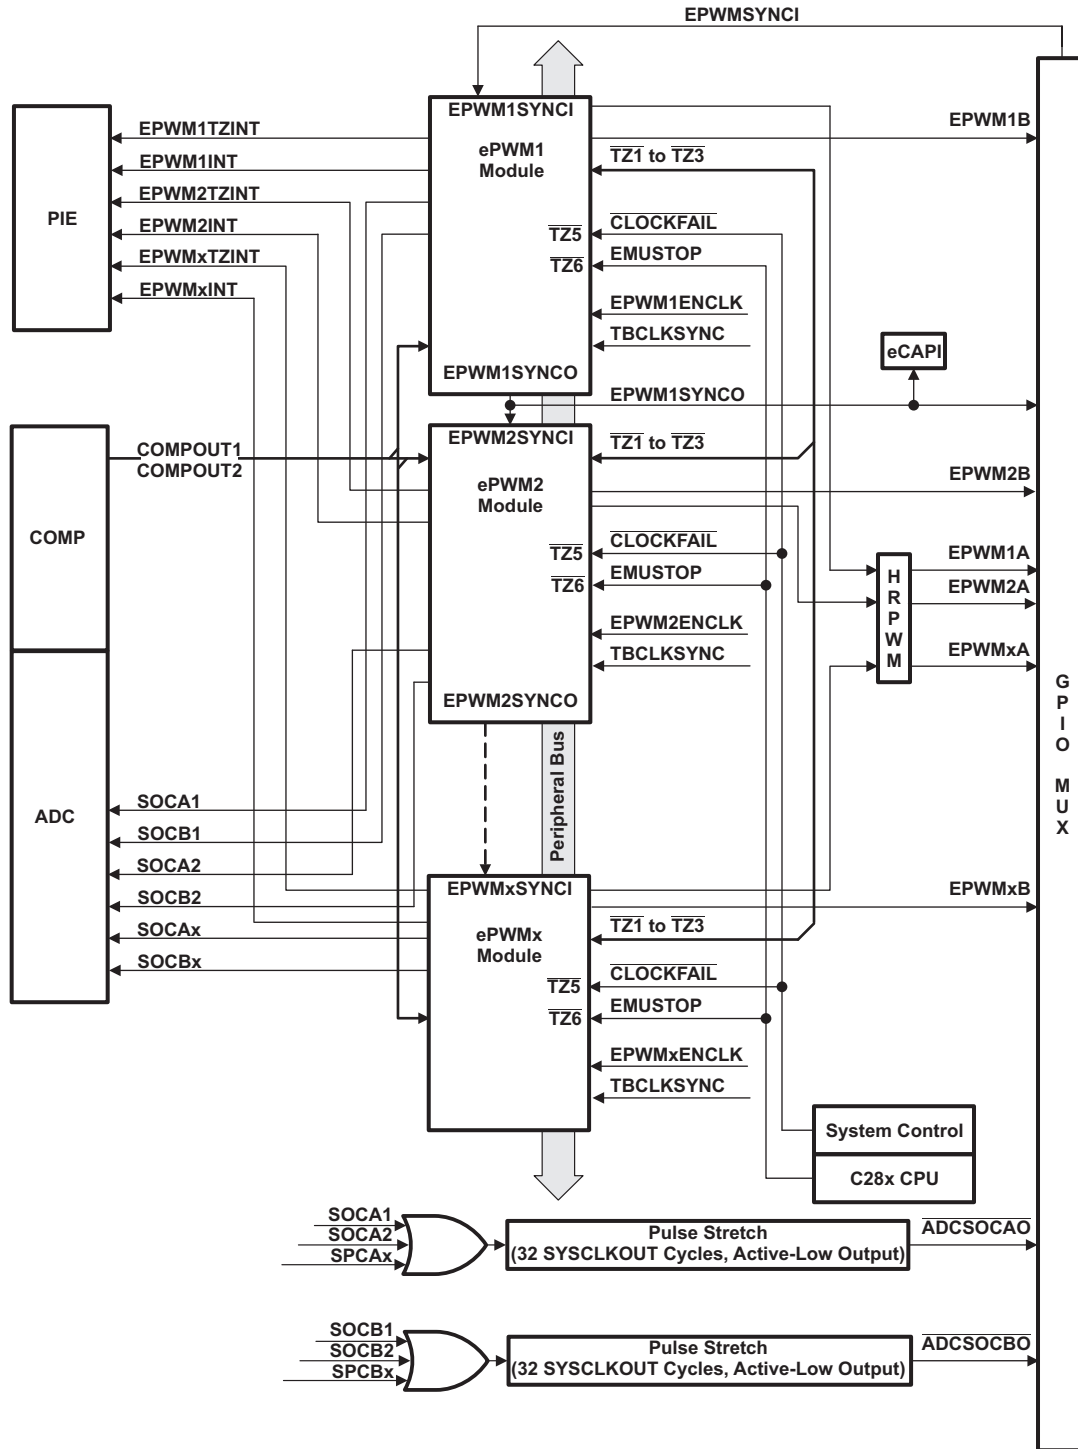 EPWMSYNCI
EPWM1SYNCI
EPWM1TZINT
EPWM1B
ePWM1
Module
TZ1 to TZ3
EPWM1INT
EPWM2TZINT
PIE
EPWM2INT
TZ5
CLOCKFAIL
EPWMxTZINT
TZ6
EMUSTOP
EPWMxINT
EPWM1ENCLK
TBCLKSYNC
eCAPI
EPWM1SYNCO
EPWM1SYNCO
EPWM2SYNCI
TZ1 to TZ3
COMPOUT1
COMPOUT2
EPWM2B
ePWM2
Module
COMP
TZ5
CLOCKFAIL
EPWM1A
TZ6
EMUSTOP
HRPWM
EPWM2A
EPWM2ENCLK
TBCLKSYNC
EPWMxA
EPWM2SYNCO
GPIO MUX
Peripheral Bus
SOCA1
ADC
SOCB1
SOCA2
EPWMxSYNCI
EPWMxB
SOCB2
TZ1 to TZ3
SOCAx
ePWMx
Module
SOCBx
TZ5
CLOCKFAIL
TZ6
EMUSTOP
EPWMxENCLK
TBCLKSYNC
System Control
C28x CPU
SOCA1
SOCA2
SPCAx
Pulse Stretch
(32 SYSCLKOUT Cycles, Active-Low Output)
ADCSOCAO
SOCB1
SOCB2
SPCBx
Pulse Stretch
(32 SYSCLKOUT Cycles, Active-Low Output)
ADCSOCBO